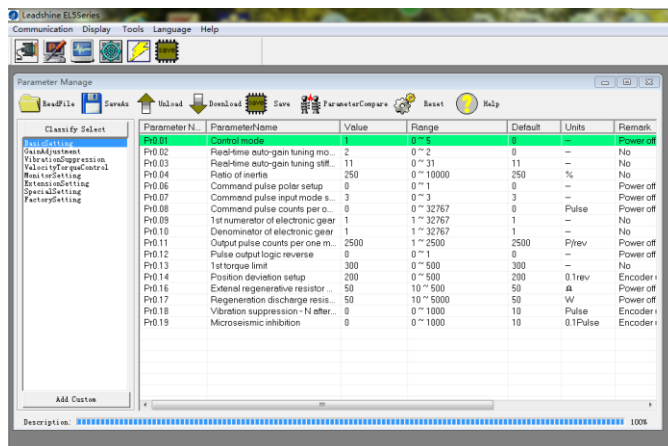 Leadshine EL5Series
Communication Display Tools Language Help
save
Parameter Manage
ReadFile SaveAs Upload Download save Save ParameterCompare Reset Help
Classify Select
BasicSetting
GainAdjustment
VibrationSuppression
VelocityTorqueControl
MonitorSetting
ExtensionSetting
SpecialSetting
FactorySetting
Add Custom
Parameter N... ParameterName Value Range Default Units Remark
Pr0.01 Control mode 1 0 ~ 5 0 — Power off
Pr0.02 Real-time auto-gain tuning mo... 2 0 ~ 2 0 — No
Pr0.03 Real-time auto-gain tuning stiff... 11 0 ~ 31 11 — No
Pr0.04 Ratio of inertia 250 0 ~ 10000 250 % No
Pr0.06 Command pulse polar setup 0 0 ~ 1 0 — Power off
Pr0.07 Command pulse input mode s... 3 0 ~ 3 3 — Power off
Pr0.08 Command pulse counts per o... 0 0 ~ 32767 0 Pulse Power off
Pr0.09 1st numerator of electronic gear 1 1 ~ 32767 1 — No
Pr0.10 Denominator of electronic gear 1 1 ~ 32767 1 — No
Pr0.11 Output pulse counts per one m... 2500 1 ~ 2500 2500 P/rev Power off
Pr0.12 Pulse output logic reverse 0 0 ~ 1 0 — Power off
Pr0.13 1st torque limit 300 0 ~ 500 300 — No
Pr0.14 Position deviation setup 200 0 ~ 500 200 0.1rev Encoder u
Pr0.16 Extenal regenerative resistor ... 50 10 ~ 500 50 Ω Power off
Pr0.17 Regeneration discharge resis... 50 10 ~ 5000 50 W Power off
Pr0.18 Vibration suppression - N after... 0 0 ~ 1000 10 Pulse Encoder u
Pr0.19 Microseismic inhibition 0 0 ~ 1000 10 0.1Pulse Encoder u
Description: 100%